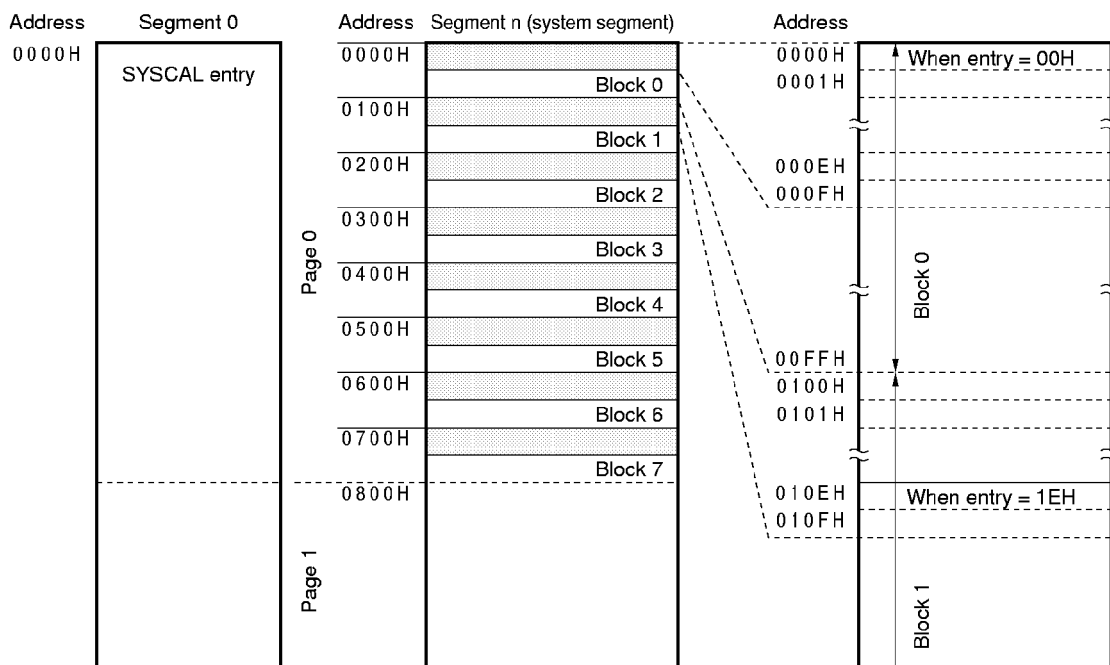 Address
Segment 0
0000H
SYSCAL entry
Page 0
Page 1
Address
Segment n (system segment)
0000H
Block 0
0100H
Block 1
0200H
Block 2
0300H
Block 3
0400H
Block 4
0500H
Block 5
0600H
Block 6
0700H
Block 7
0800H
Address
0000H
When entry = 00H
0001H
000EH
000FH
Block 0
00FFH
0100H
0101H
010EH
When entry = 1EH
010FH
Block 1